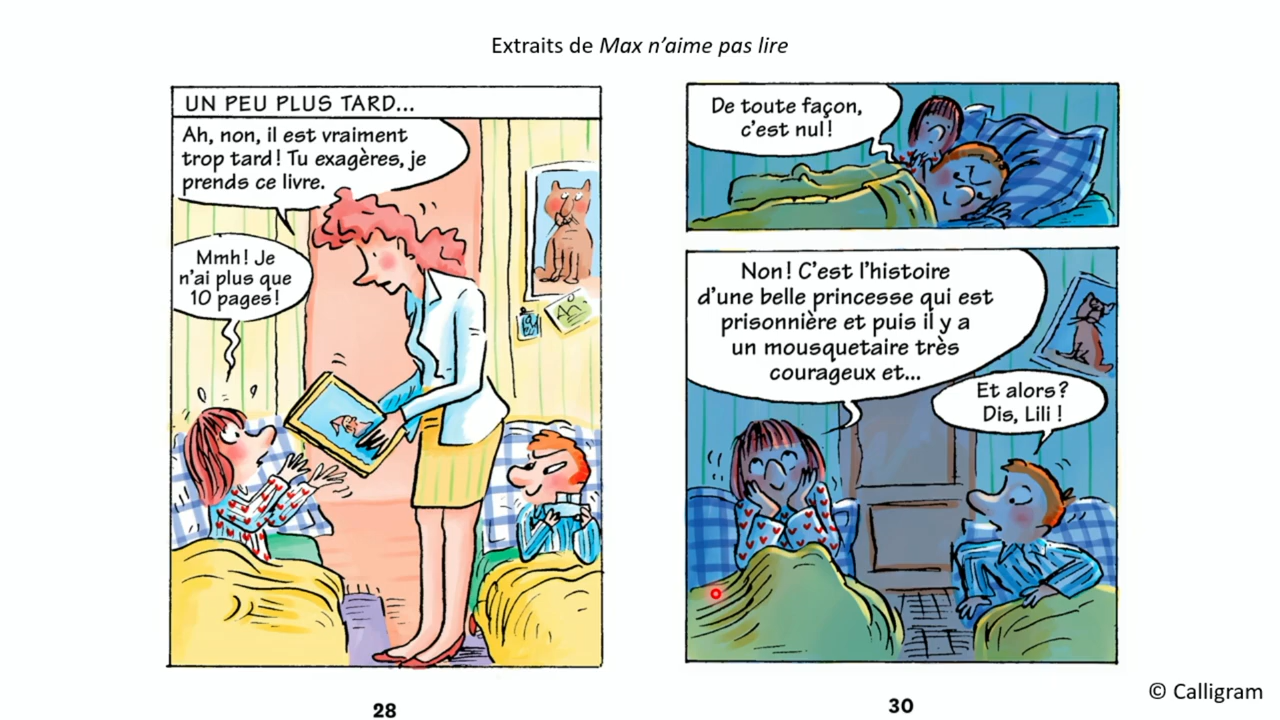 Extraits de Max n'aime pas lire
UN PEU PLUS TARD...
Ah, non, il est vraiment
trop tard! Tu exagères, je
prends ce livre.
Mmh! Je
n'ai plus que
10 pages!
28
De toute façon,
c'est nul!
Non! C'est l'histoire
d'une belle princesse qui est
prisonnière et puis il y a
un mousquetaire très
courageux et...
Et alors?
Dis, Lili !
30
© Calligram